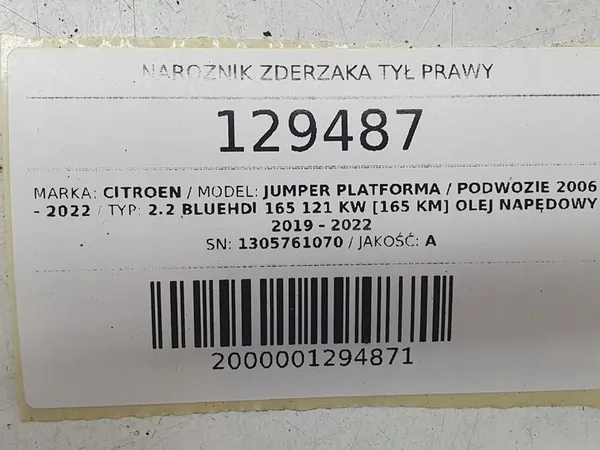 NAROŻNIK ZDERZAKA TYŁ PRAWY
129487
MARKA: CITROEN / MODEL: JUMPER PLATFORMA / PODWOZIE 2006
- 2022 / TYP: 2.2 BLUEHDI 165 121 KW [165 KM] OLEJ NAPĘDOWY
2019 - 2022
SN: 1305761070 / JAKOŚĆ: A
2000001294871